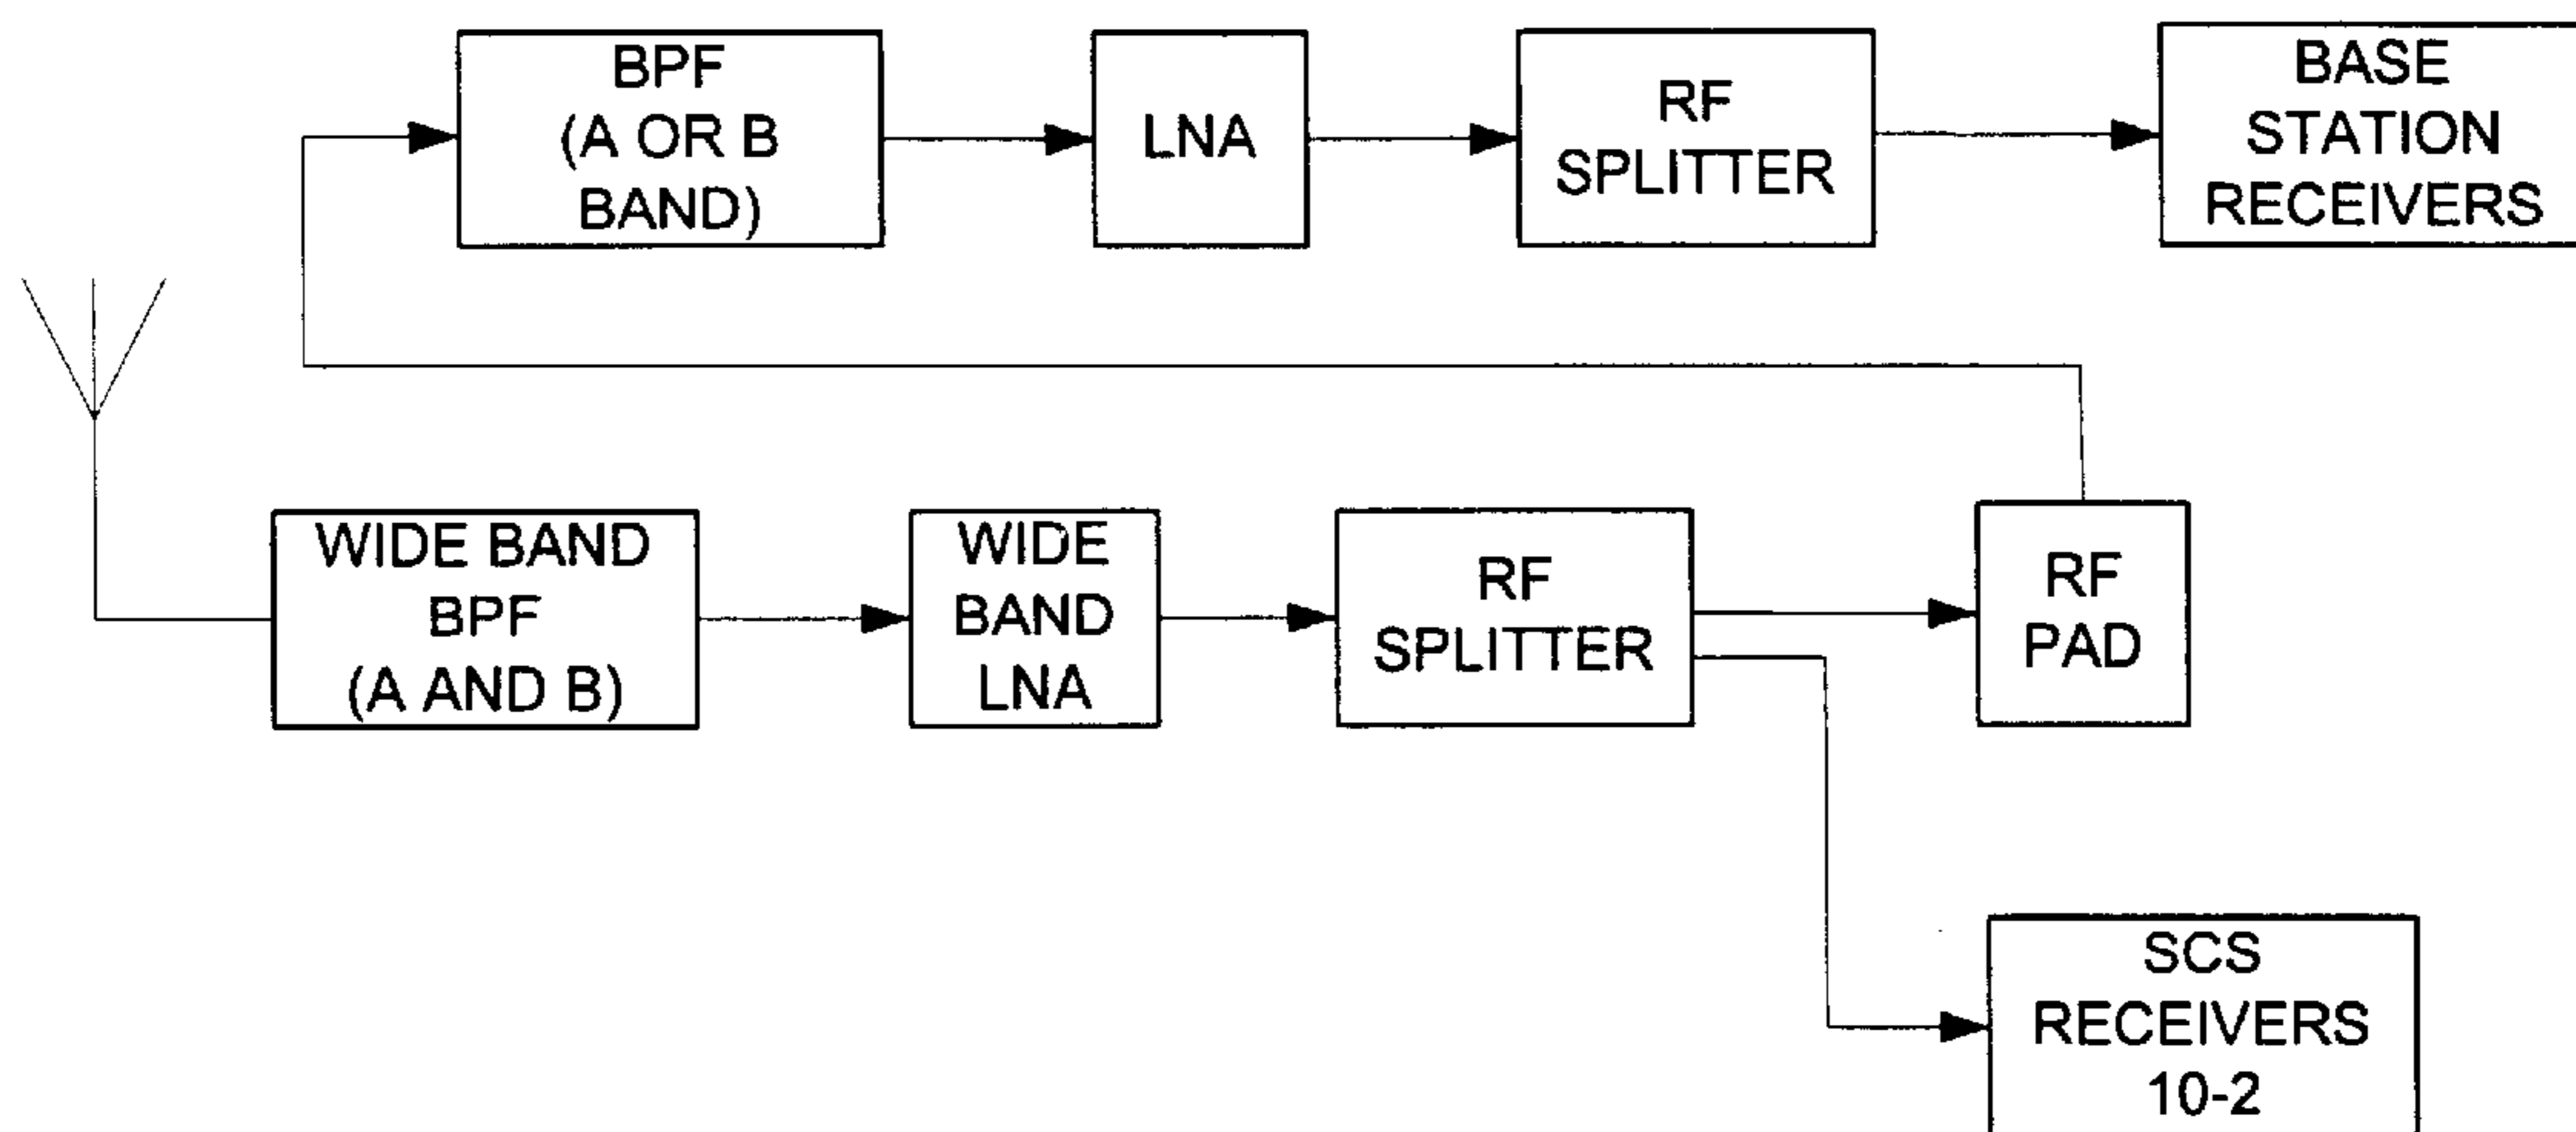 BPF
(A OR B
BAND)
LNA
RF
SPLITTER
BASE
STATION
RECEIVERS
WIDE BAND
BPF
(A AND B)
WIDE
BAND
LNA
RF
SPLITTER
RF
PAD
SCS
RECEIVERS
10-2